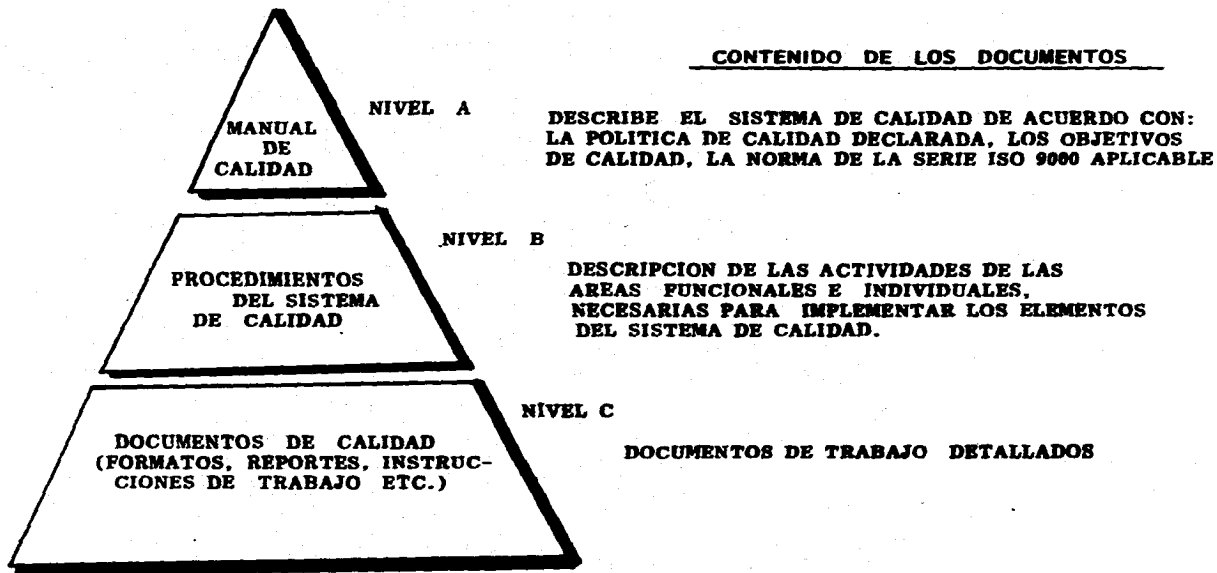 CONTENIDO DE LOS DOCUMENTOS
MANUAL
DE
CALIDAD
NIVEL A
DESCRIBE EL SISTEMA DE CALIDAD DE ACUERDO CON:
LA POLITICA DE CALIDAD DECLARADA, LOS OBJETIVOS
DE CALIDAD, LA NORMA DE LA SERIE ISO 9000 APLICABLE
PROCEDIMIENTOS
DEL SISTEMA
DE CALIDAD
NIVEL B
DESCRIPCION DE LAS ACTIVIDADES DE LAS
AREAS FUNCIONALES E INDIVIDUALES,
NECESARIAS PARA IMPLEMENTAR LOS ELEMENTOS
DEL SISTEMA DE CALIDAD.
DOCUMENTOS DE CALIDAD
(FORMATOS, REPORTES, INSTRUC-
CIONES DE TRABAJO ETC.)
NIVEL C
DOCUMENTOS DE TRABAJO DETALLADOS